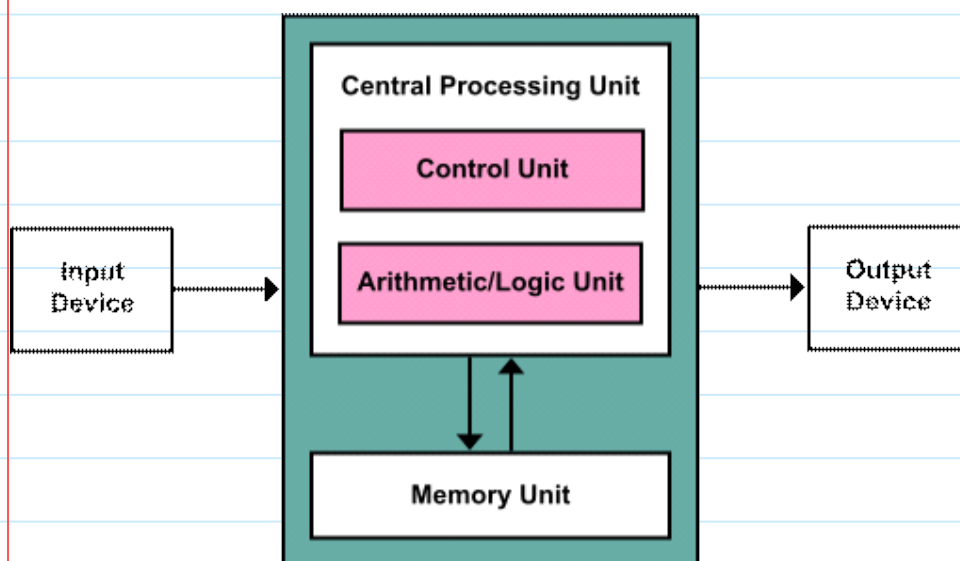 Central Processing Unit
Control Unit
Arithmetic/Logic Unit
Input
Device
Output
Device
Memory Unit